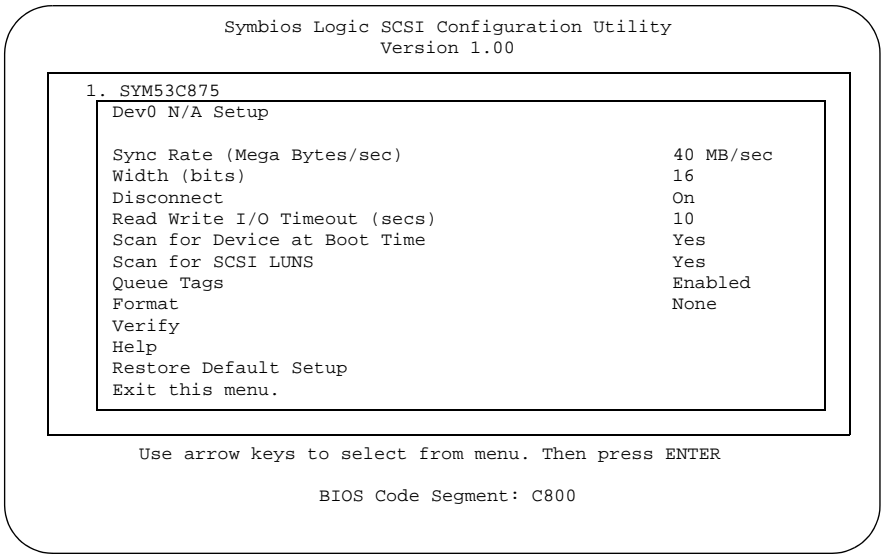 Symbios Logic SCSI Configuration Utility
Version 1.00
1. SYM53C875
Dev0 N/A Setup
Sync Rate (Mega Bytes/sec) 40 MB/sec
Width (bits) 16
Disconnect On
Read Write I/O Timeout (secs) 10
Scan for Device at Boot Time Yes
Scan for SCSI LUNS Yes
Queue Tags Enabled
Format None
Verify
Help
Restore Default Setup
Exit this menu.
Use arrow keys to select from menu. Then press ENTER
BIOS Code Segment: C800